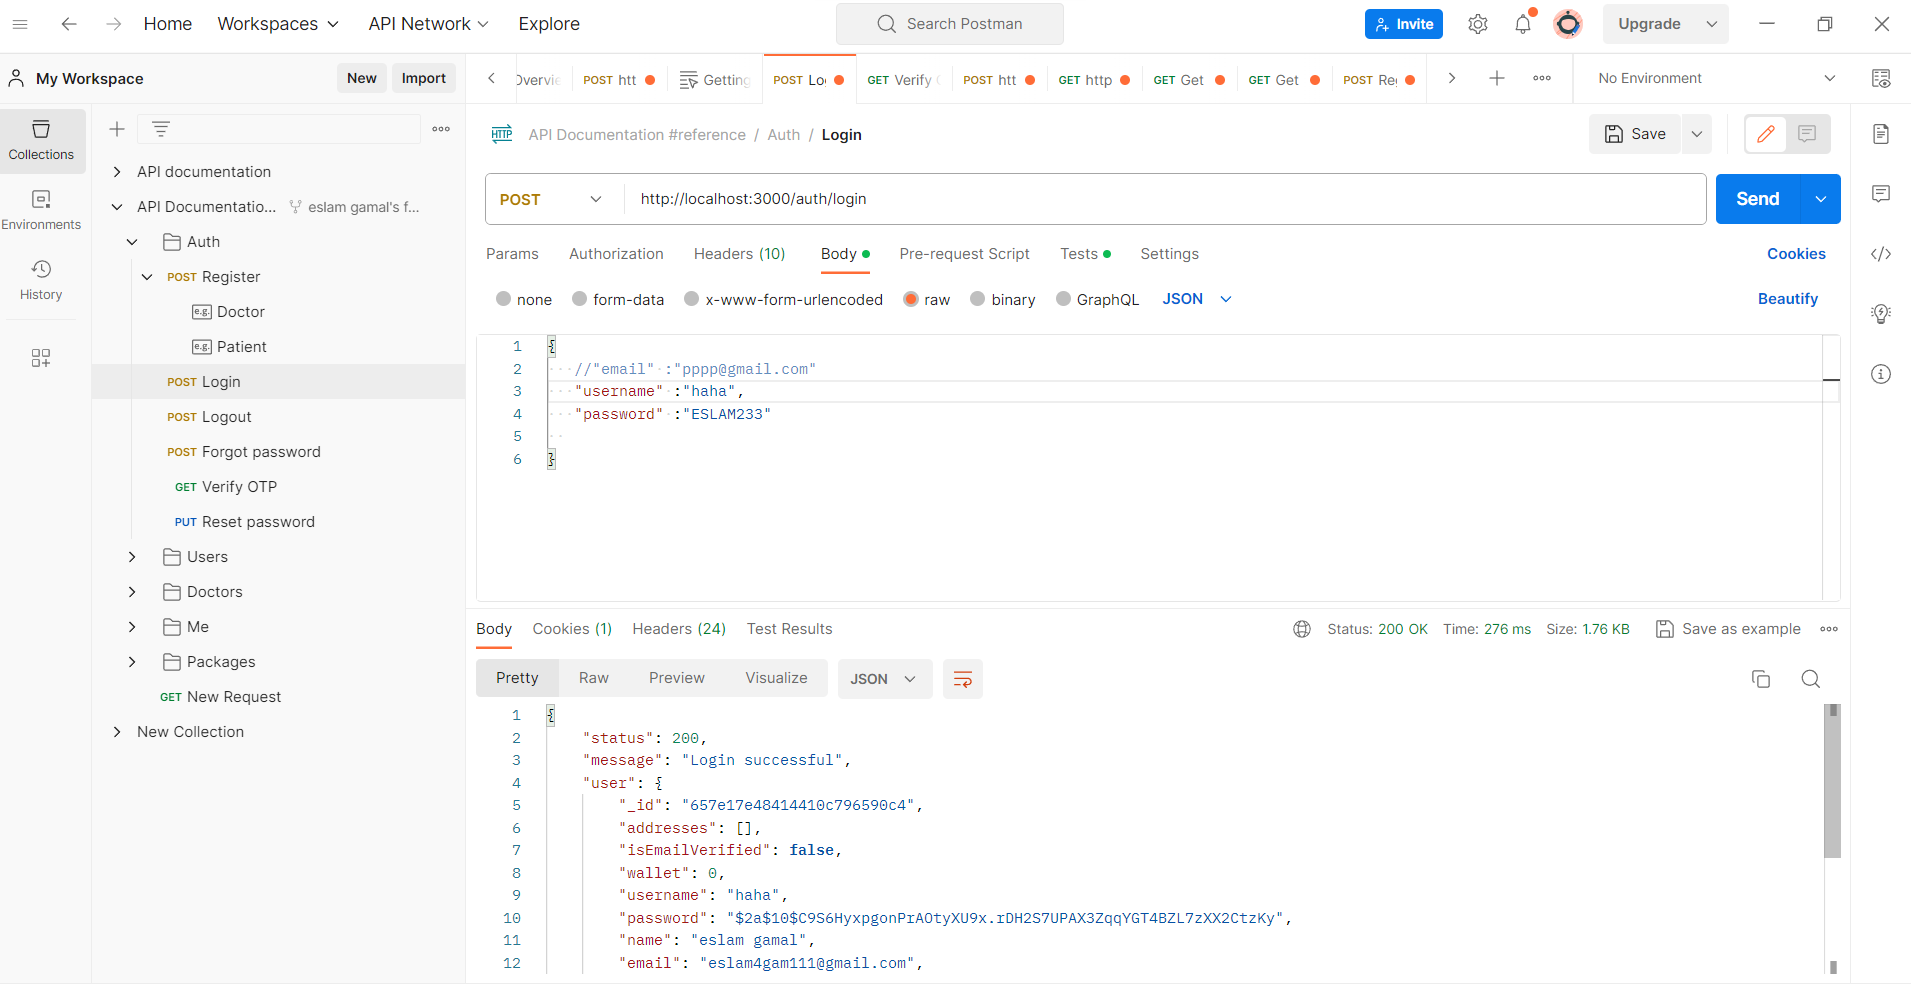 Home Workspaces API Network Explore Search Postman Invite Upgrade
My Workspace New Import
Overvie POST htt Getting POST Lo GET Verify POST htt GET http GET Get GET Get POST Re No Environment
Collections
Environments
History
API documentation
API Documentatio... eslam gamal's f...
Auth
POST Register
e.g. Doctor
e.g. Patient
POST Login
POST Logout
POST Forgot password
GET Verify OTP
PUT Reset password
Users
Doctors
Me
Packages
GET New Request
New Collection
HTTP API Documentation #reference / Auth / Login Save
POST http://localhost:3000/auth/login Send
Params Authorization Headers (10) Body Pre-request Script Tests Settings Cookies
none form-data x-www-form-urlencoded raw binary GraphQL JSON Beautify
1 {
2 //"email" :"pppp@gmail.com"
3 "username" :"haha",
4 "password" :"ESLAM233"
5
6 }
Body Cookies (1) Headers (24) Test Results Status: 200 OK Time: 276 ms Size: 1.76 KB Save as example
Pretty Raw Preview Visualize JSON
1 {
2 "status": 200,
3 "message": "Login successful",
4 "user": {
5 "_id": "657e17e48414410c796590c4",
6 "addresses": [],
7 "isEmailVerified": false,
8 "wallet": 0,
9 "username": "haha",
10 "password": "$2a$10$C9S6HyxpgonPrAOtyXU9x.rDH2S7UPAX3ZqqYGT4BZL7zXX2CtzKy",
11 "name": "eslam gamal",
12 "email": "eslam4gam111@gmail.com",